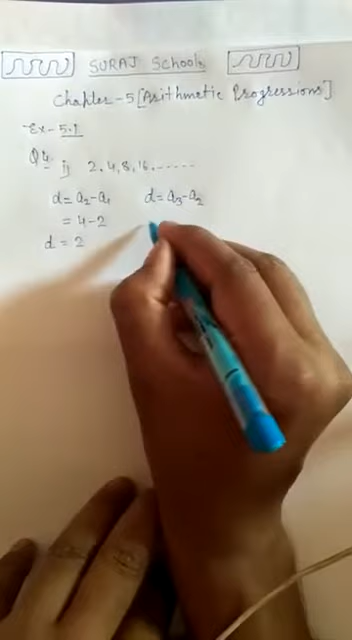 SURAJ School
Chapter-5 [Arithmetic Progressions]
Ex-5.1
Q4. i) 2, 4, 8, 16, ......
d = a₂-a₁ d = a₃-a₂
= 4-2
d = 2